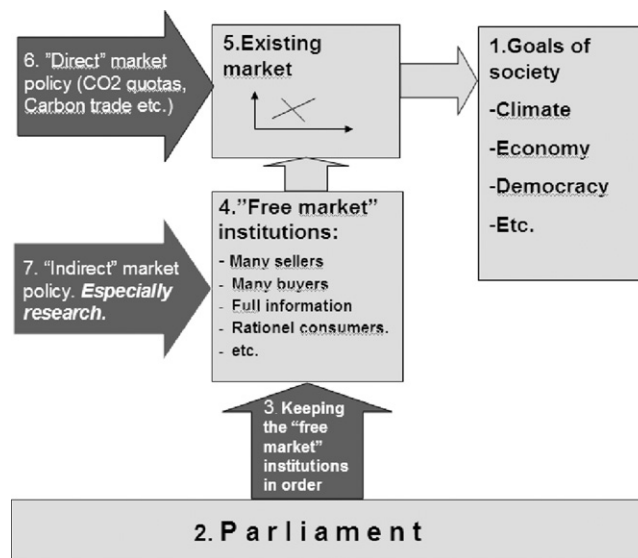 6. "Direct" market
policy (CO2 quotas,
Carbon trade etc.)
5.Existing
market
1.Goals of
society
-Climate
-Economy
-Democracy
-Etc.
4."Free market"
institutions:
- Many sellers
- Many buyers
- Full information
- Rationel consumers.
- etc.
7. "Indirect" market
policy. Especially
research.
3. Keeping
the "free
market"
institutions
in order
2. Parliament